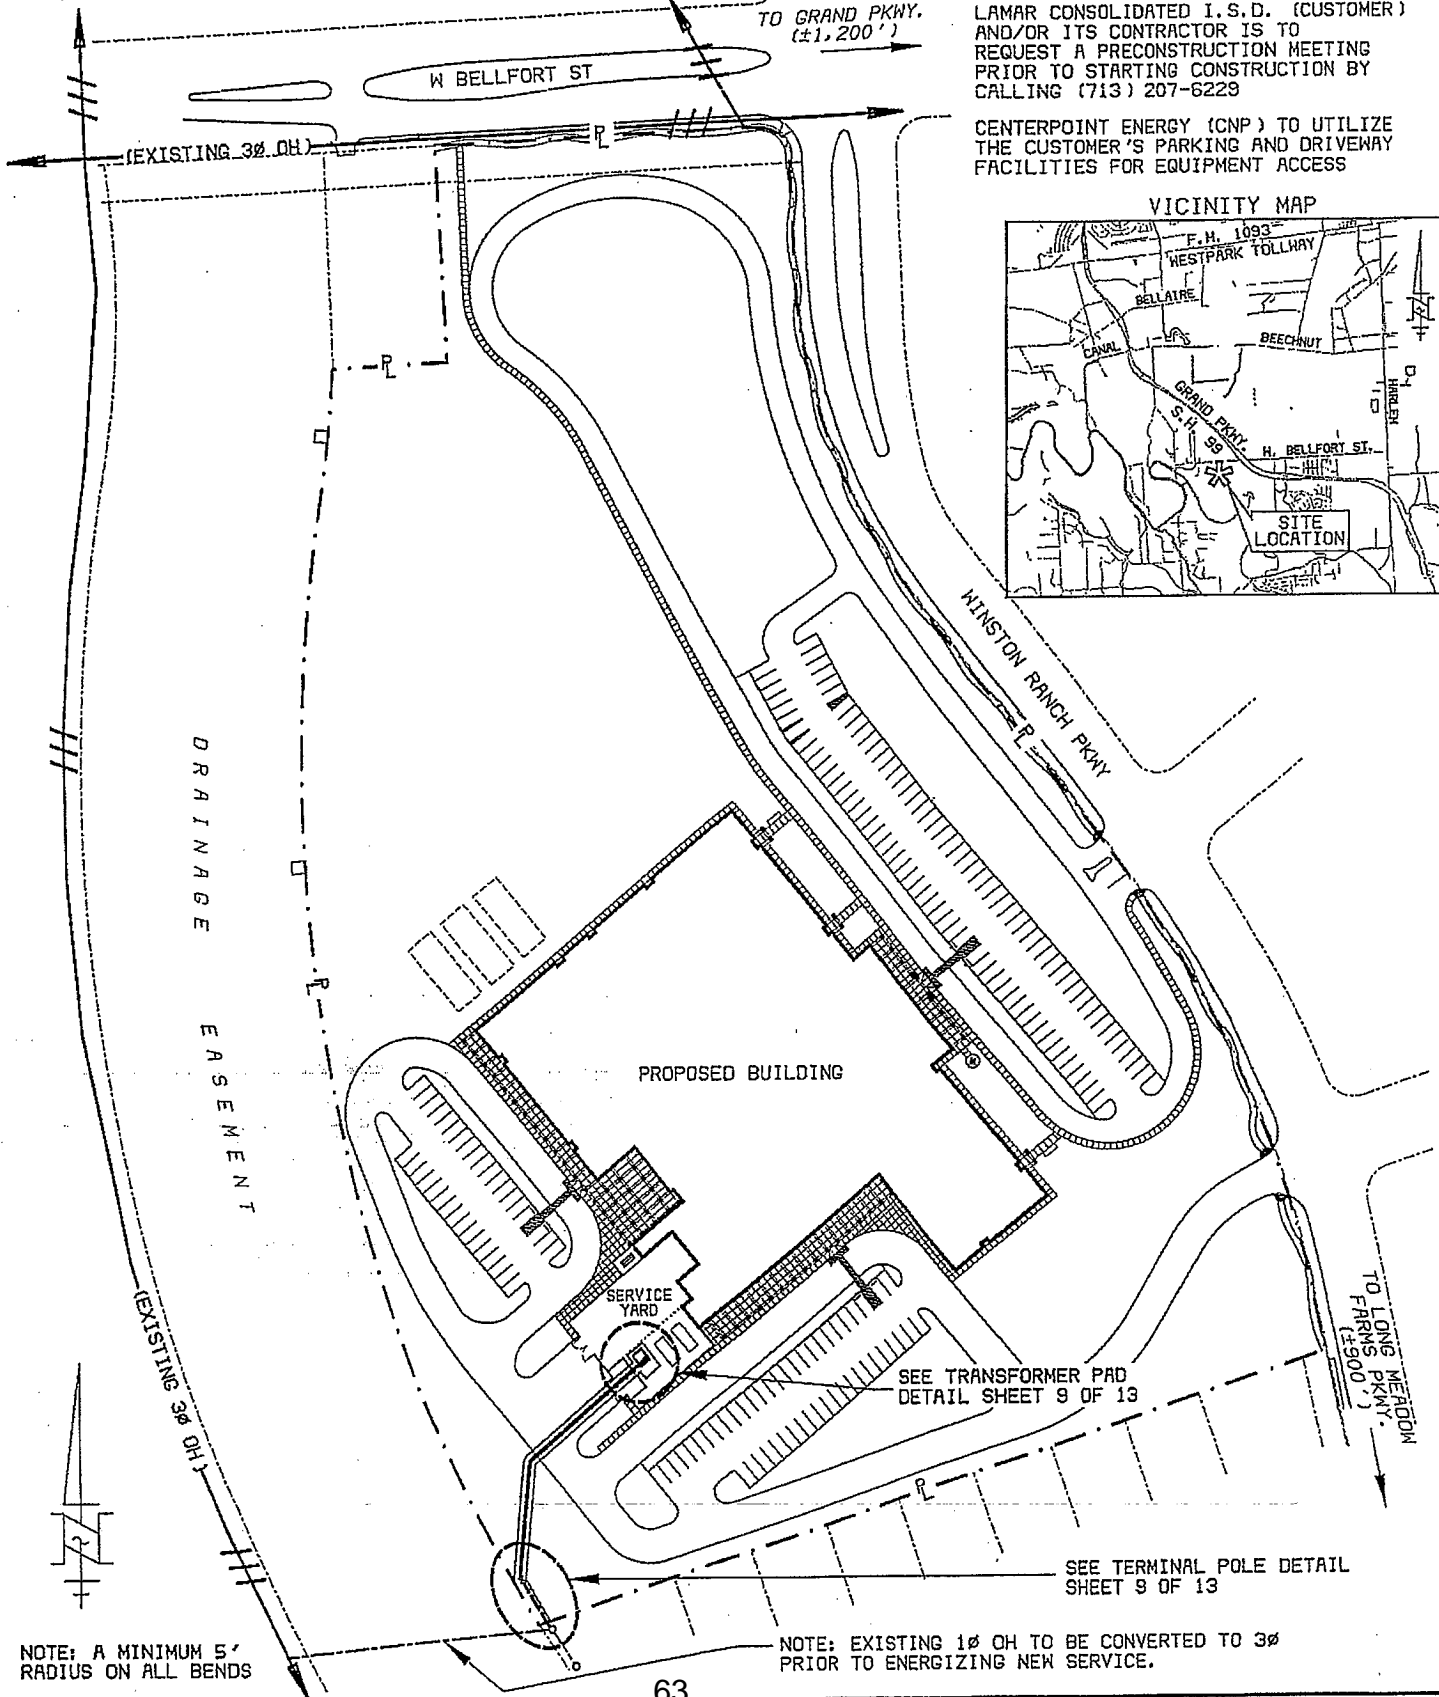 TO GRAND PKWY.
(±1,200')
LAMAR CONSOLIDATED I.S.D. (CUSTOMER)
AND/OR ITS CONTRACTOR IS TO
REQUEST A PRECONSTRUCTION MEETING
PRIOR TO STARTING CONSTRUCTION BY
CALLING (713) 207-6229
CENTERPOINT ENERGY (CNP) TO UTILIZE
THE CUSTOMER'S PARKING AND DRIVEWAY
FACILITIES FOR EQUIPMENT ACCESS
W BELLFORT ST
(EXISTING 3Ø OH)
PL
VICINITY MAP
F.M. 1093
WESTPARK TOLLWAY
BELLAIRE
CANAL
BEECHNUT
HARLEM
GRAND PKWY.
S.H. 99
W. BELLFORT ST.
SITE
LOCATION
PL
WINSTON RANCH PKWY
PL
DRAINAGE EASEMENT
PL
PROPOSED BUILDING
SERVICE
YARD
(EXISTING 3Ø OH)
SEE TRANSFORMER PAD
DETAIL SHEET 9 OF 13
TO LONG MEADOW
FARMS PKWY.
(±900')
PL
SEE TERMINAL POLE DETAIL
SHEET 9 OF 13
NOTE: A MINIMUM 5'
RADIUS ON ALL BENDS
NOTE: EXISTING 1Ø OH TO BE CONVERTED TO 3Ø
PRIOR TO ENERGIZING NEW SERVICE.
63